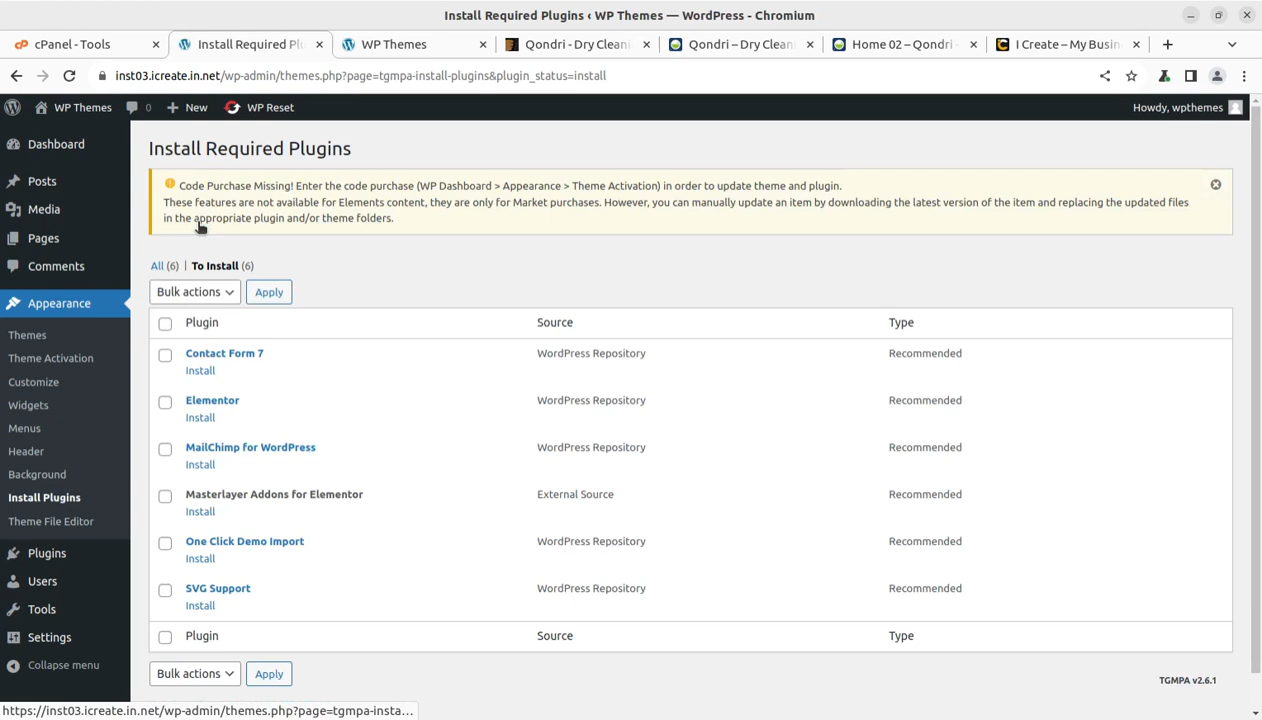 Install Required Plugins ‹ WP Themes — WordPress - Chromium
cPanel - Tools
Install Required Pl
WP Themes
Qondri - Dry Clean
Qondri – Dry Clean
Home 02 – Qondri -
I Create – My Busin
inst03.icreate.in.net/wp-admin/themes.php?page=tgmpa-install-plugins&plugin_status=install
WP Themes
0
New
WP Reset
Howdy, wpthemes
Dashboard
Posts
Media
Pages
Comments
Appearance
Themes
Theme Activation
Customize
Widgets
Menus
Header
Background
Install Plugins
Theme File Editor
Plugins
Users
Tools
Settings
Collapse menu
Install Required Plugins
Code Purchase Missing! Enter the code purchase (WP Dashboard > Appearance > Theme Activation) in order to update theme and plugin.
These features are not available for Elements content, they are only for Market purchases. However, you can manually update an item by downloading the latest version of the item and replacing the updated files
in the appropriate plugin and/or theme folders.
All (6) | To Install (6)
Bulk actions Apply
Plugin Source Type
Contact Form 7 WordPress Repository Recommended
Install
Elementor WordPress Repository Recommended
Install
MailChimp for WordPress WordPress Repository Recommended
Install
Masterlayer Addons for Elementor External Source Recommended
Install
One Click Demo Import WordPress Repository Recommended
Install
SVG Support WordPress Repository Recommended
Install
Plugin Source Type
Bulk actions Apply
TGMPA v2.6.1
https://inst03.icreate.in.net/wp-admin/themes.php?page=tgmpa-insta...